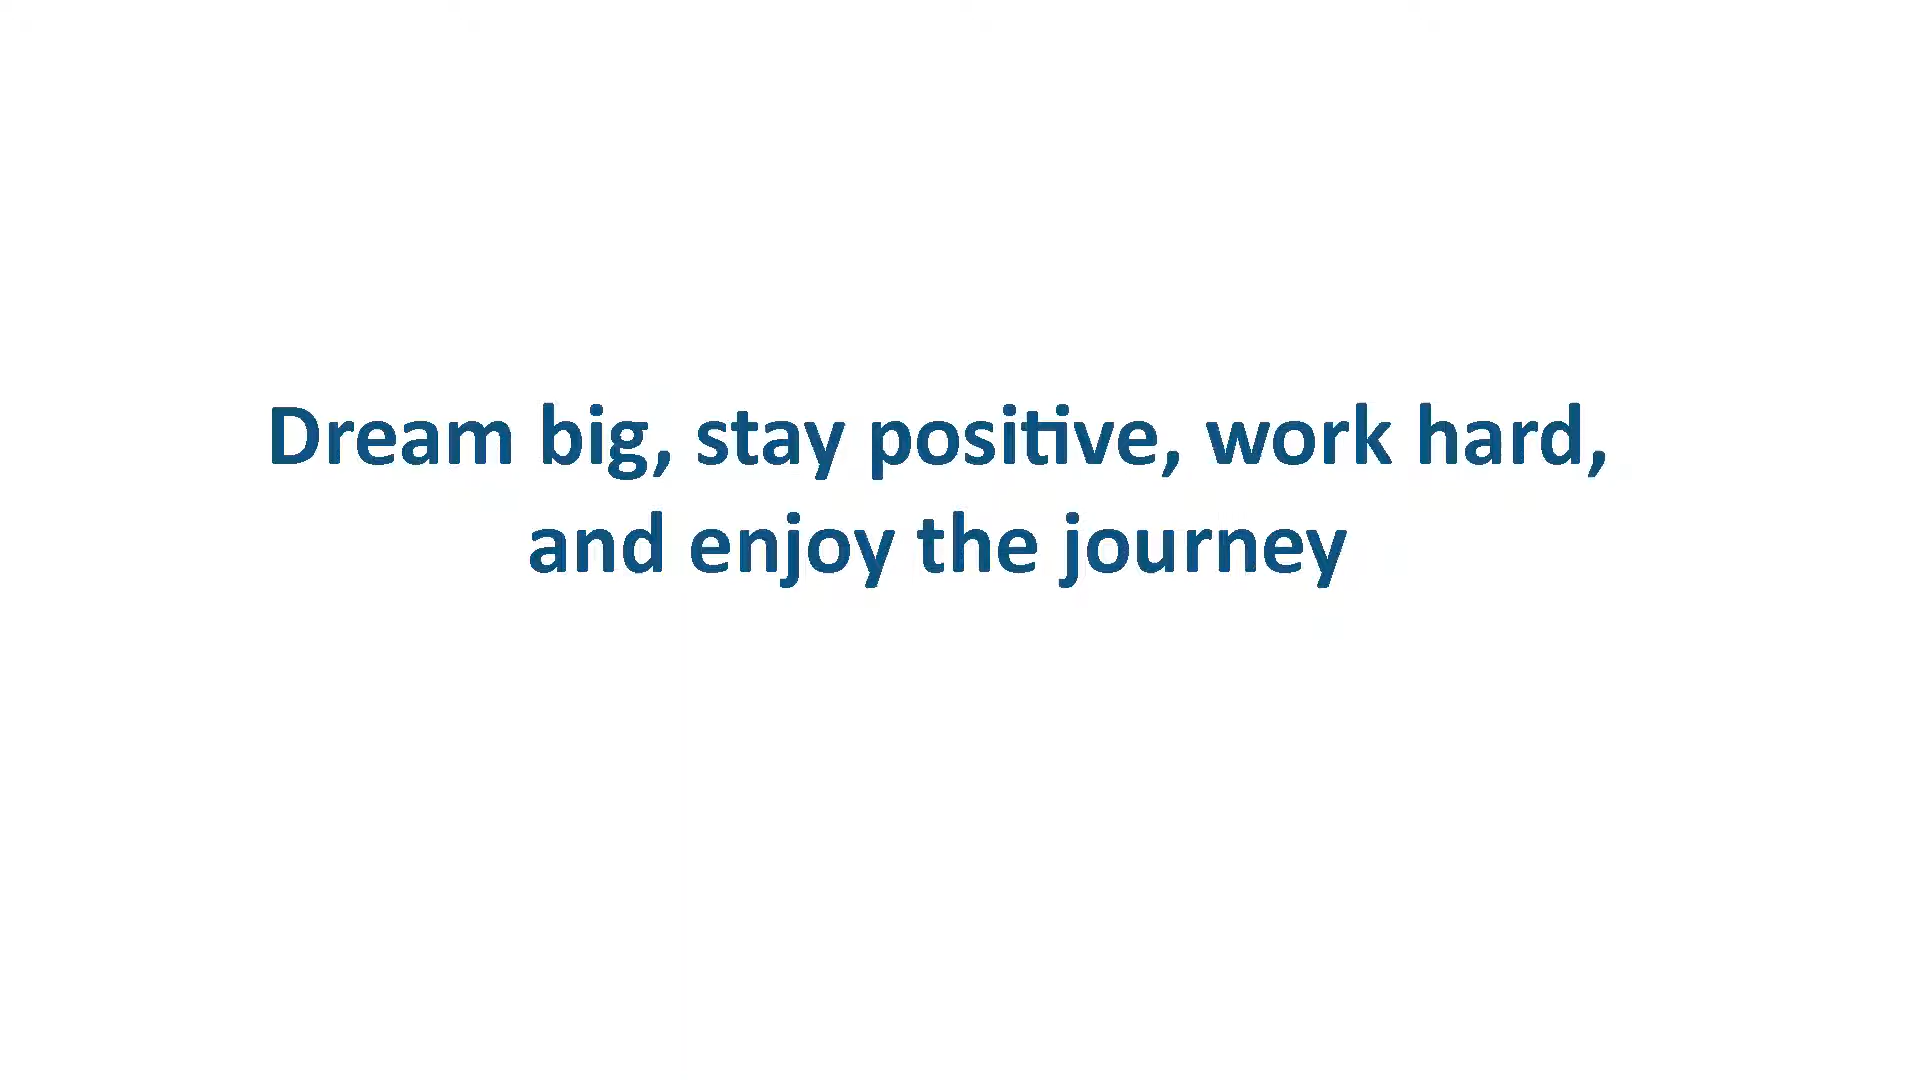 Dream big, stay positive, work hard,
and enjoy the journey